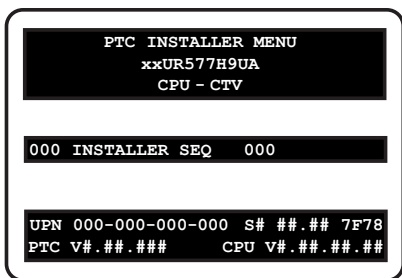 PTC INSTALLER MENU
xxUR577H9UA
CPU - CTV
000 INSTALLER SEQ 000
UPN 000-000-000-000 S# ##.## 7F78
PTC V#.##.### CPU V#.##.##.##